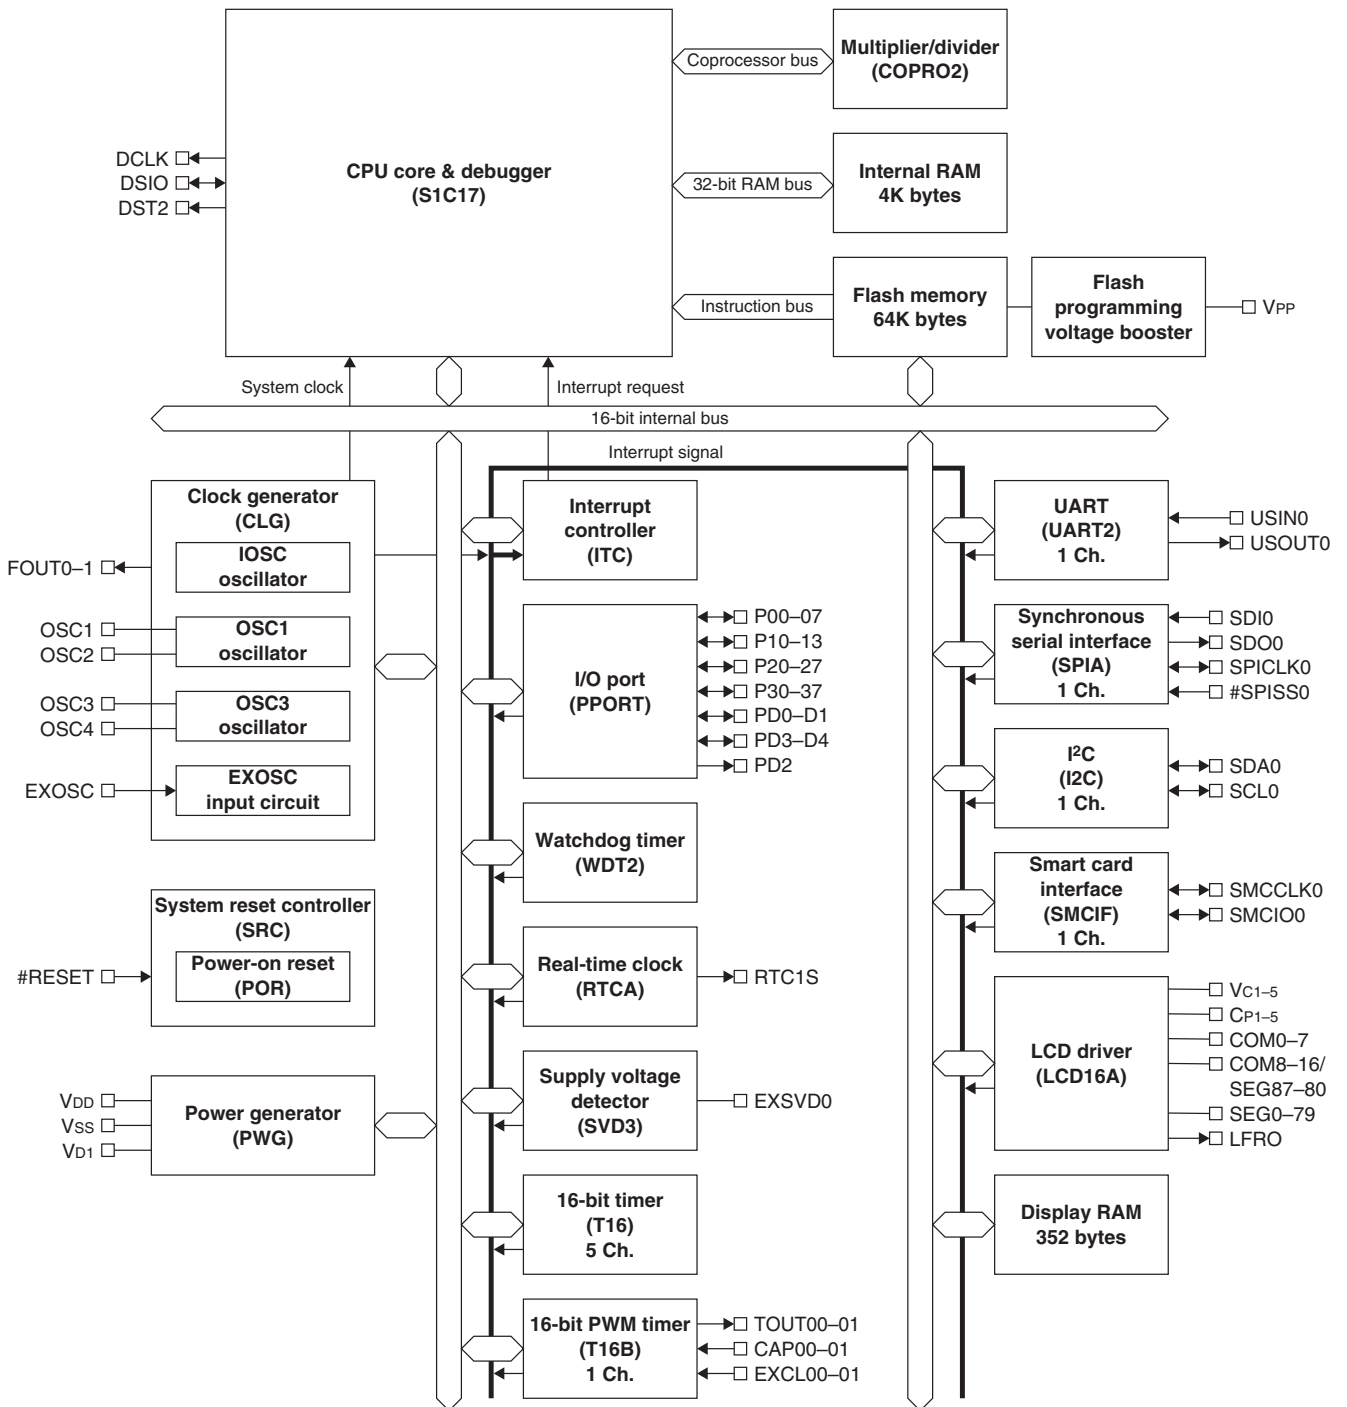 Coprocessor bus
Multiplier/divider
(COPRO2)
CPU core & debugger
(S1C17)
DCLK
DSIO
DST2
32-bit RAM bus
Internal RAM
4K bytes
Instruction bus
Flash memory
64K bytes
Flash
programming
voltage booster
VPP
System clock
Interrupt request
16-bit internal bus
Interrupt signal
Clock generator
(CLG)
IOSC
oscillator
FOUT0–1
OSC1
OSC2
OSC1
oscillator
OSC3
OSC4
OSC3
oscillator
EXOSC
EXOSC
input circuit
System reset controller
(SRC)
#RESET
Power-on reset
(POR)
VDD
VSS
VD1
Power generator
(PWG)
Interrupt
controller
(ITC)
I/O port
(PPORT)
P00–07
P10–13
P20–27
P30–37
PD0–D1
PD3–D4
PD2
Watchdog timer
(WDT2)
Real-time clock
(RTCA)
RTC1S
Supply voltage
detector
(SVD3)
EXSVD0
16-bit timer
(T16)
5 Ch.
16-bit PWM timer
(T16B)
1 Ch.
TOUT00–01
CAP00–01
EXCL00–01
UART
(UART2)
1 Ch.
USIN0
USOUT0
Synchronous
serial interface
(SPIA)
1 Ch.
SDI0
SDO0
SPICLK0
#SPISS0
I²C
(I2C)
1 Ch.
SDA0
SCL0
Smart card
interface
(SMCIF)
1 Ch.
SMCCLK0
SMCIO0
LCD driver
(LCD16A)
VC1–5
CP1–5
COM0–7
COM8–16/
SEG87–80
SEG0–79
LFRO
Display RAM
352 bytes